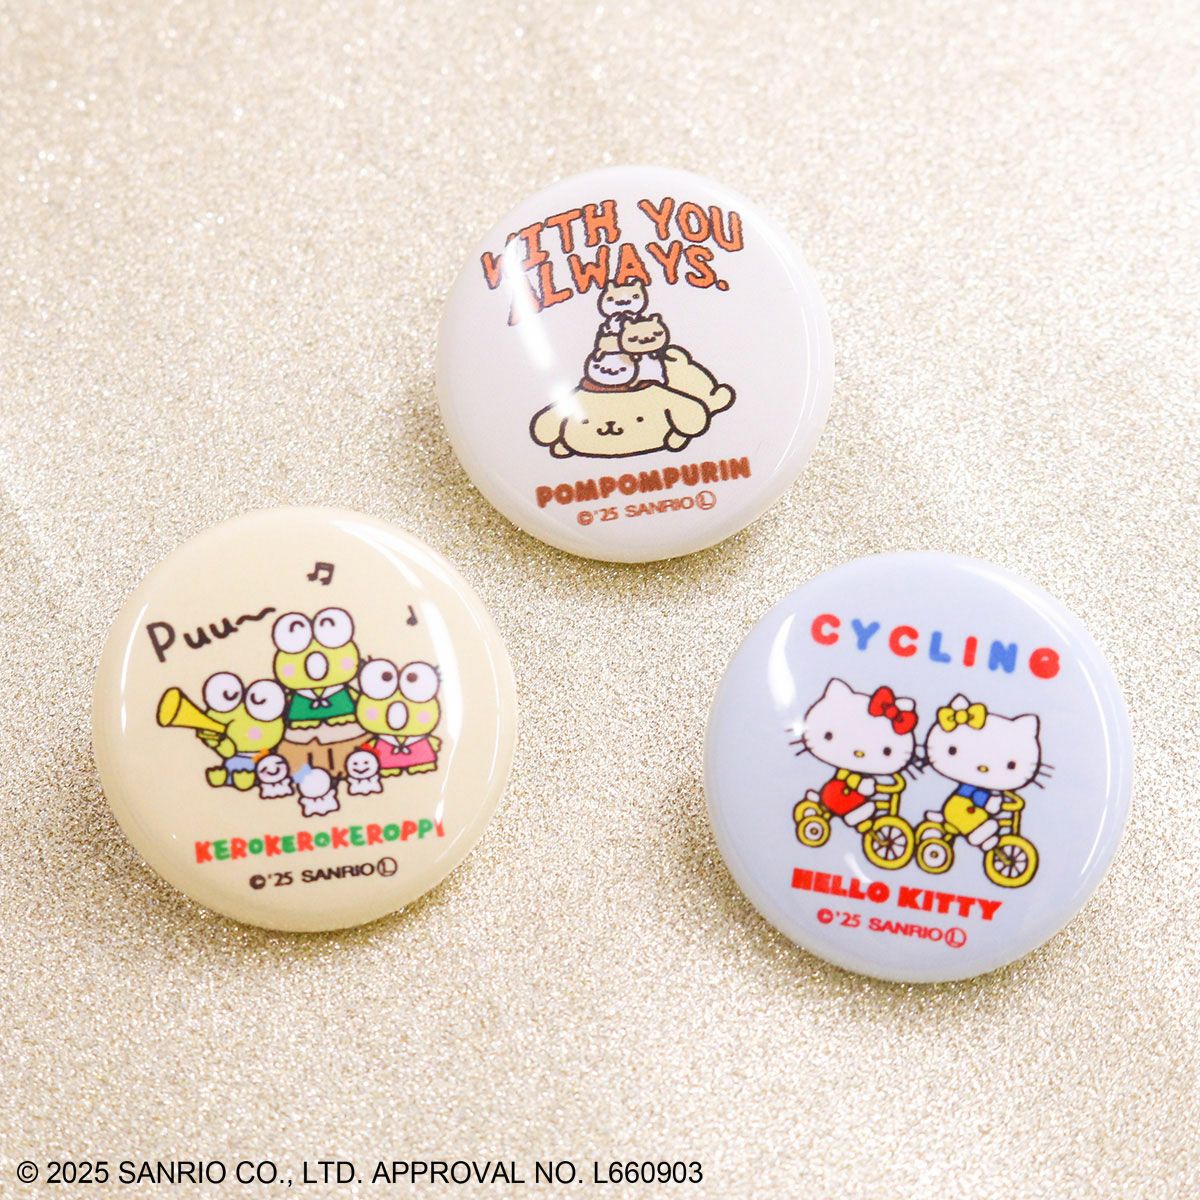 WITH YOU
ALWAYS.
POMPOMPURIN
©'25 SANRIO Ⓛ
Puu~
KEROKEROKEROPPI
©'25 SANRIO Ⓛ
CYCLING
HELLO KITTY
©'25 SANRIO Ⓛ
© 2025 SANRIO CO., LTD. APPROVAL NO. L660903